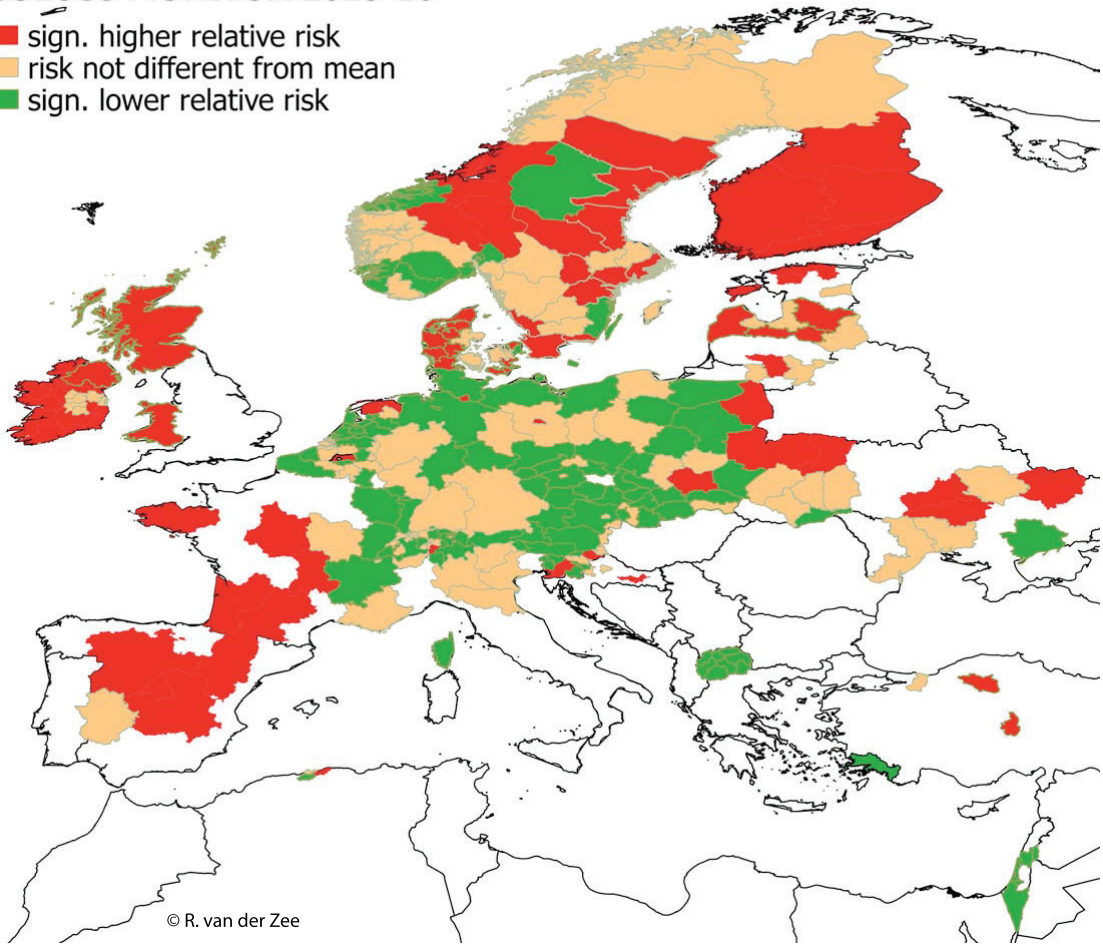 sign. higher relative risk
risk not different from mean
sign. lower relative risk
© R. van der Zee